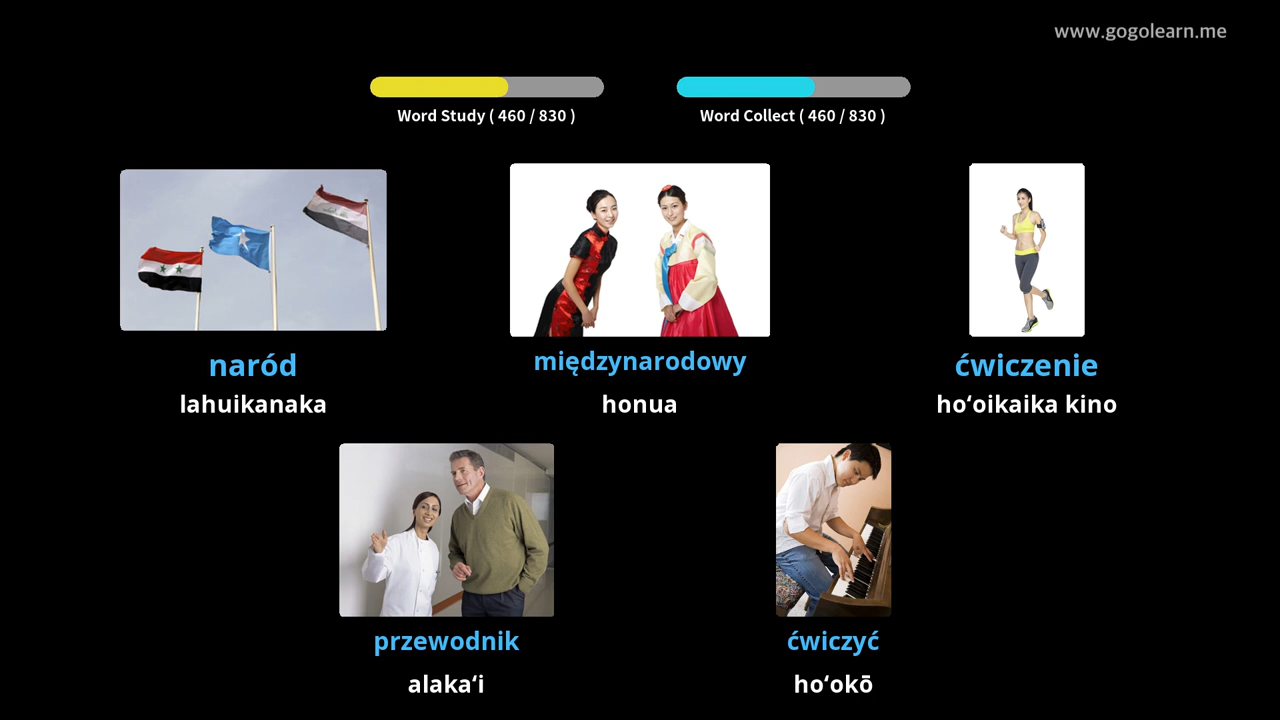 www.gogolearn.me
Word Study ( 460 / 830 )
Word Collect ( 460 / 830 )
naród
międzynarodowy
ćwiczenie
lahuikanaka
honua
hoʻoikaika kino
przewodnik
ćwiczyć
alakaʻi
hoʻokō